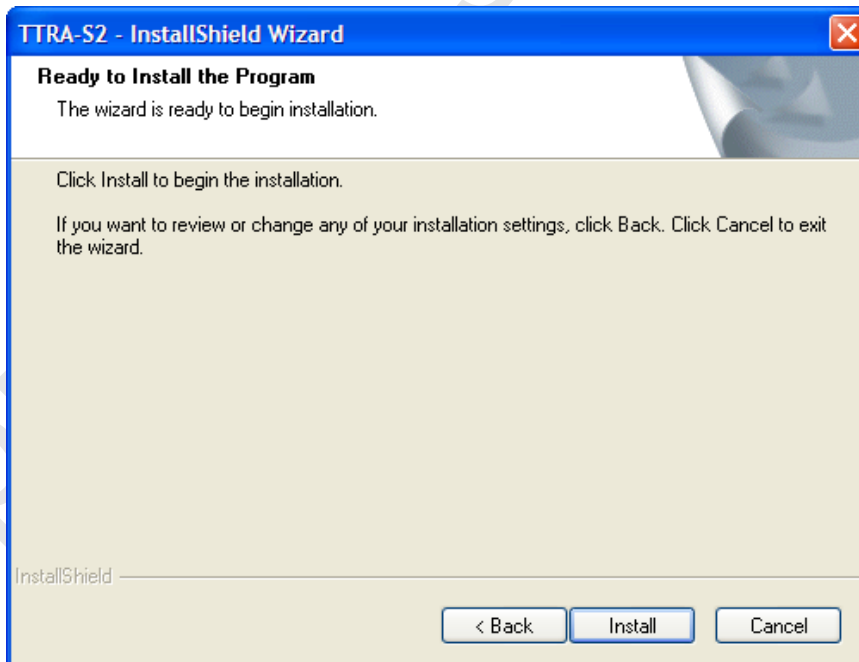 TTRA-S2 - InstallShield Wizard
Ready to Install the Program
The wizard is ready to begin installation.
Click Install to begin the installation.
If you want to review or change any of your installation settings, click Back. Click Cancel to exit
the wizard.
InstallShield
< Back Install Cancel